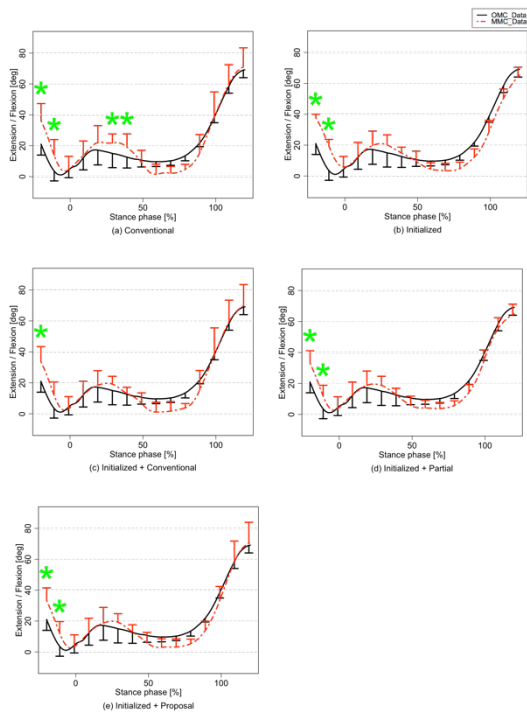 OMC_Data
MMC_Data
Extension / Flexion [deg]
80
60
40
20
0
0
50
100
Stance phase [%]
(a) Conventional
Extension / Flexion [deg]
80
60
40
20
0
0
50
100
Stance phase [%]
(b) Initialized
Extension / Flexion [deg]
80
60
40
20
0
0
50
100
Stance phase [%]
(c) Initialized + Conventional
Extension / Flexion [deg]
80
60
40
20
0
0
50
100
Stance phase [%]
(d) Initialized + Partial
Extension / Flexion [deg]
80
60
40
20
0
0
50
100
Stance phase [%]
(e) Initialized + Proposal